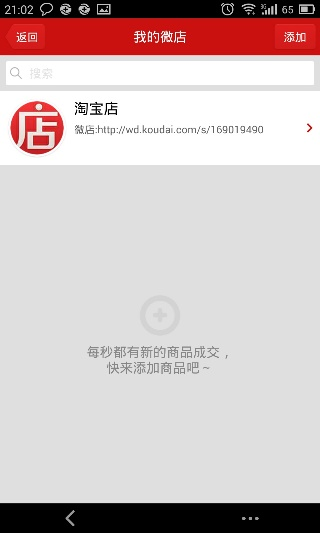 21:02
65
返回
我的微店
添加
搜索
店
淘宝店
微店:http://wd.koudai.com/s/169019490
每秒都有新的商品成交，
快来添加商品吧～